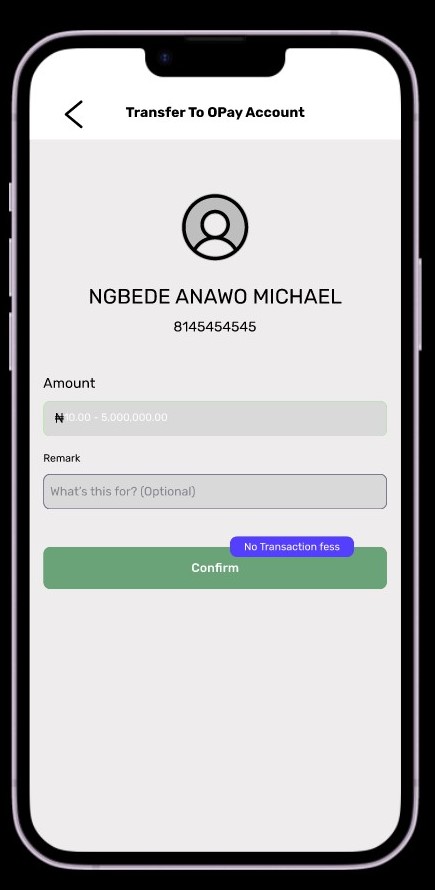 Transfer To OPay Account
NGBEDE ANAWO MICHAEL
8145454545
Amount
₦10.00 - 5,000,000.00
Remark
What's this for? (Optional)
No Transaction fess
Confirm